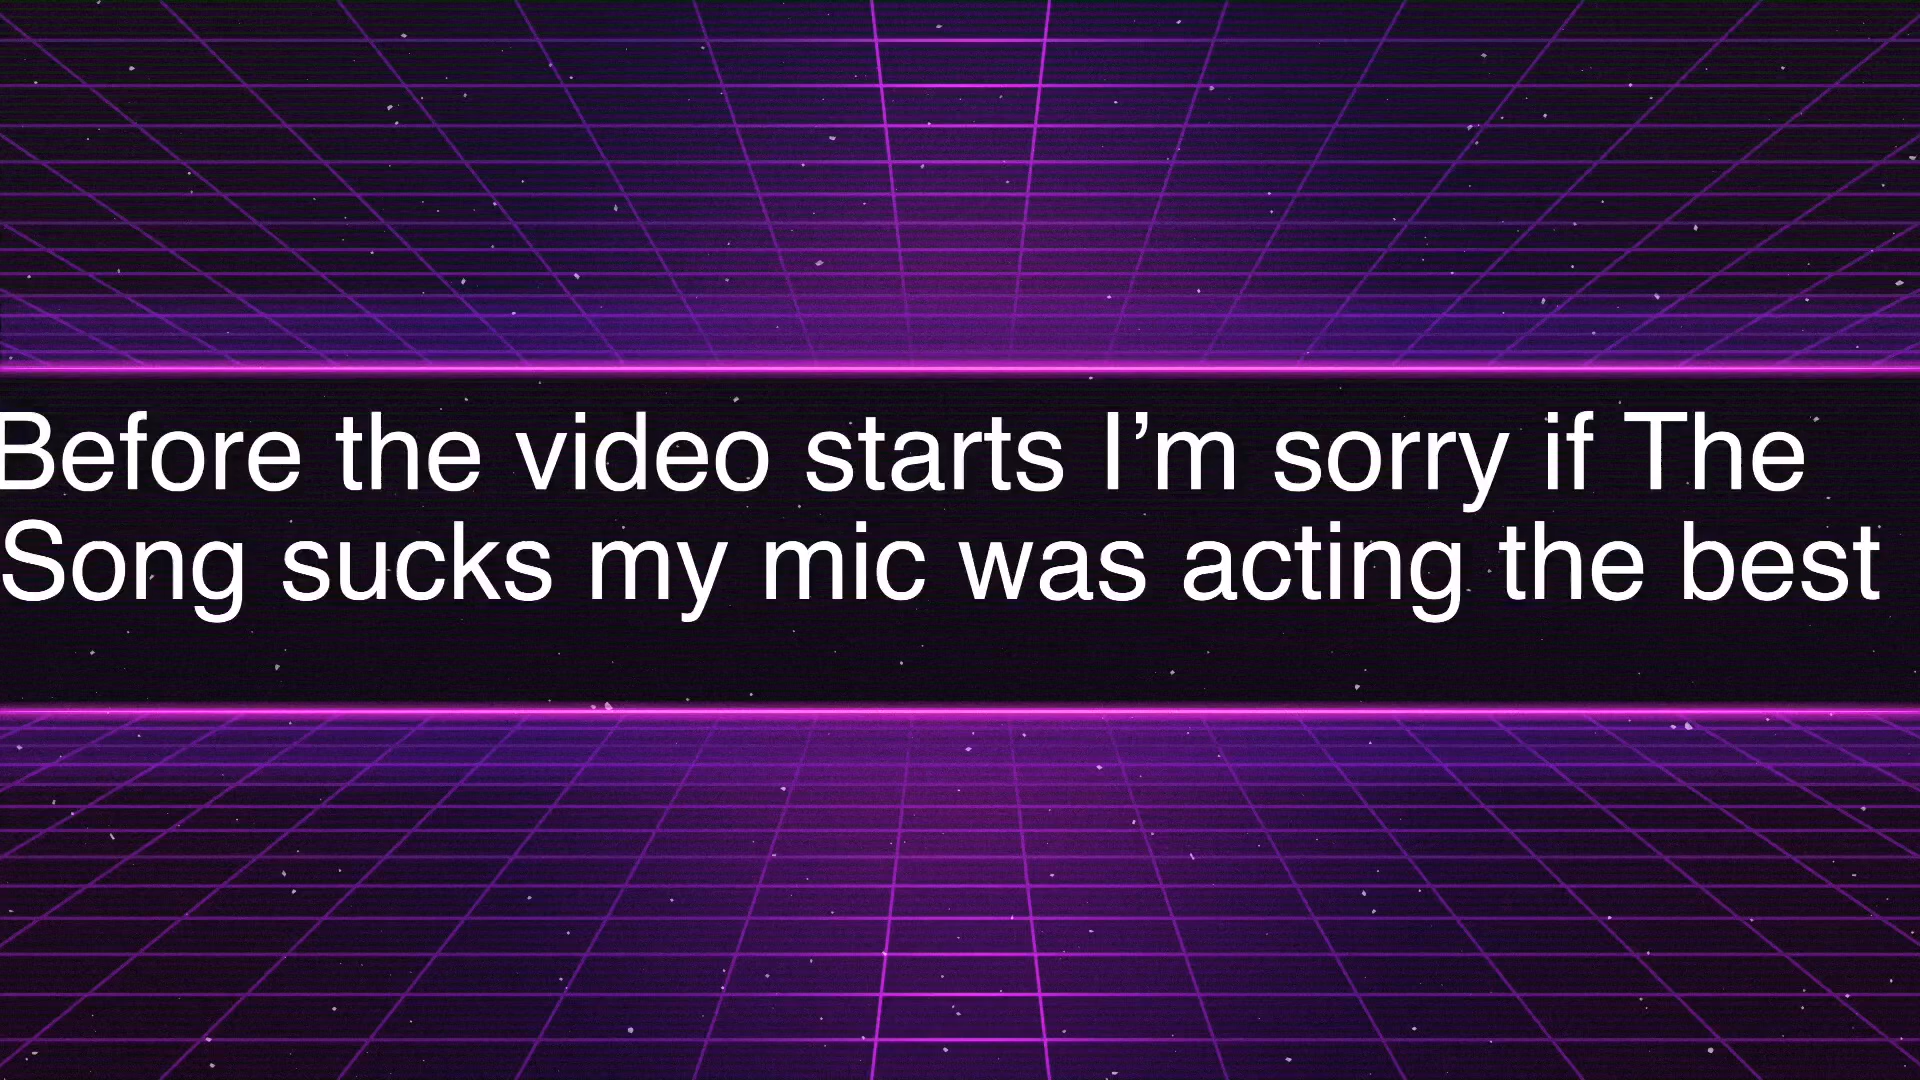 Before the video starts I’m sorry if The
Song sucks my mic was acting the best